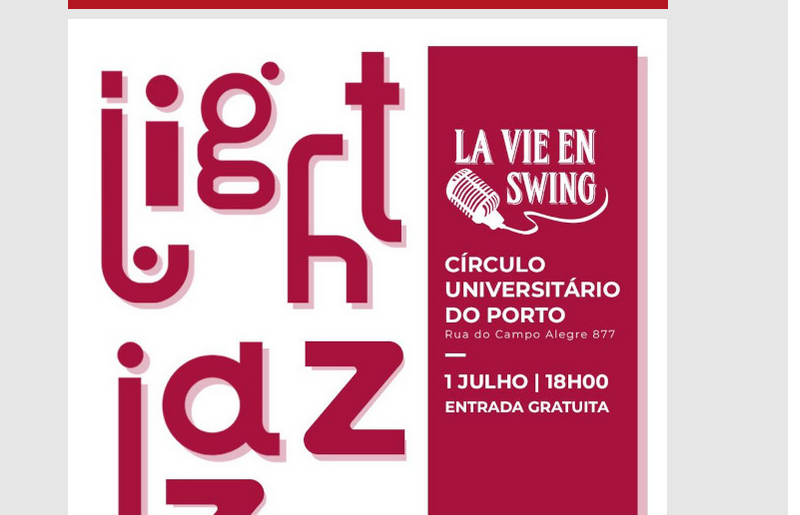 light
jaz
z
LA VIE EN
SWING
CÍRCULO
UNIVERSITÁRIO
DO PORTO
Rua do Campo Alegre 877
1 JULHO | 18H00
ENTRADA GRATUITA